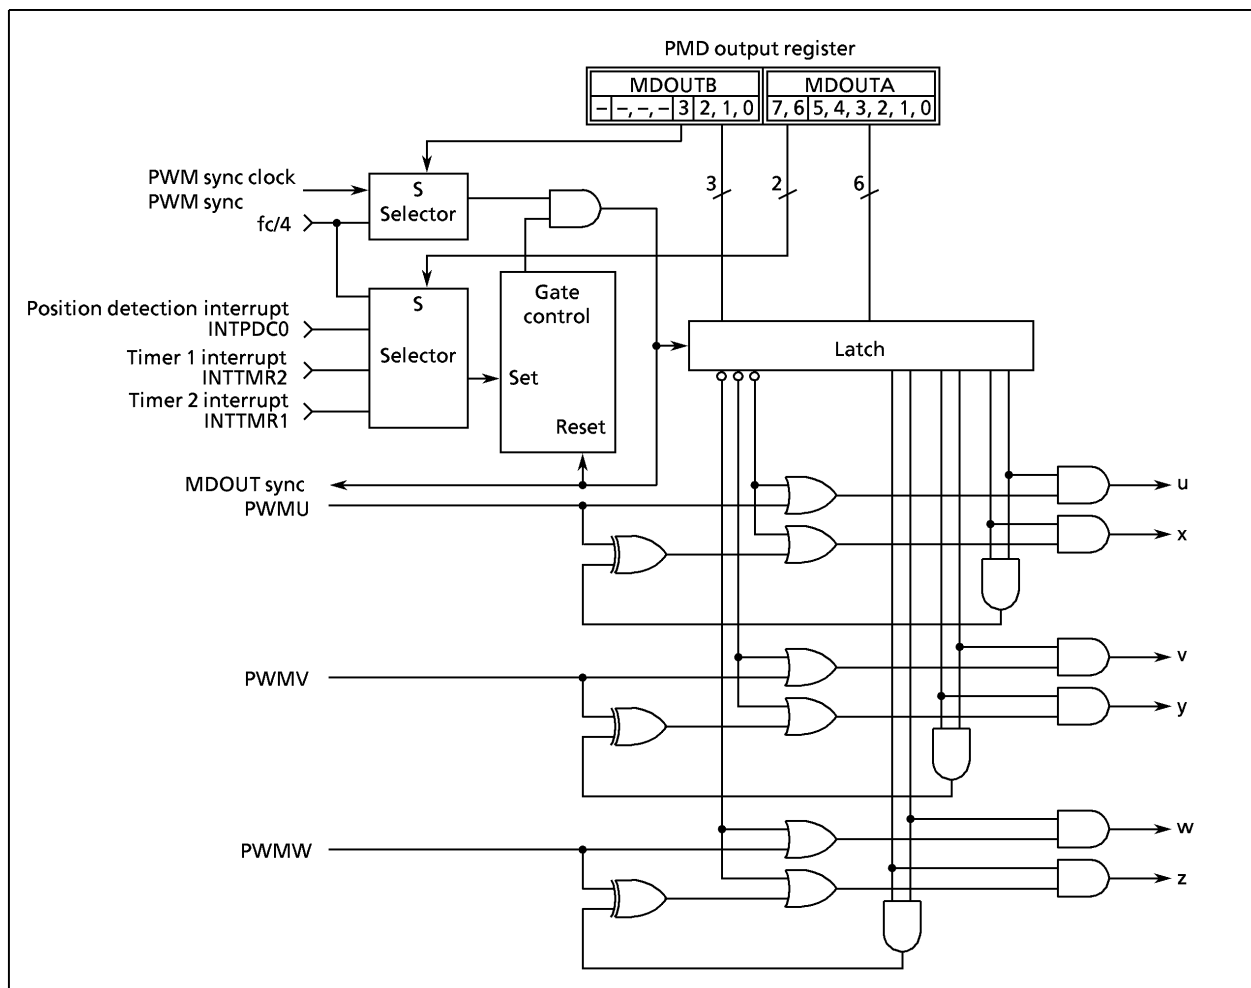 PMD output register
MDOUTB MDOUTA
– –, –, – 3 2, 1, 0 7, 6 5, 4, 3, 2, 1, 0
PWM sync clock
PWM sync
fc/4
S
Selector
3
2
6
Position detection interrupt
INTPDC0
Timer 1 interrupt
INTTMR2
Timer 2 interrupt
INTTMR1
S
Selector
Gate
control
Set
Reset
Latch
MDOUT sync
PWMU
u
x
PWMV
v
y
PWMW
w
z